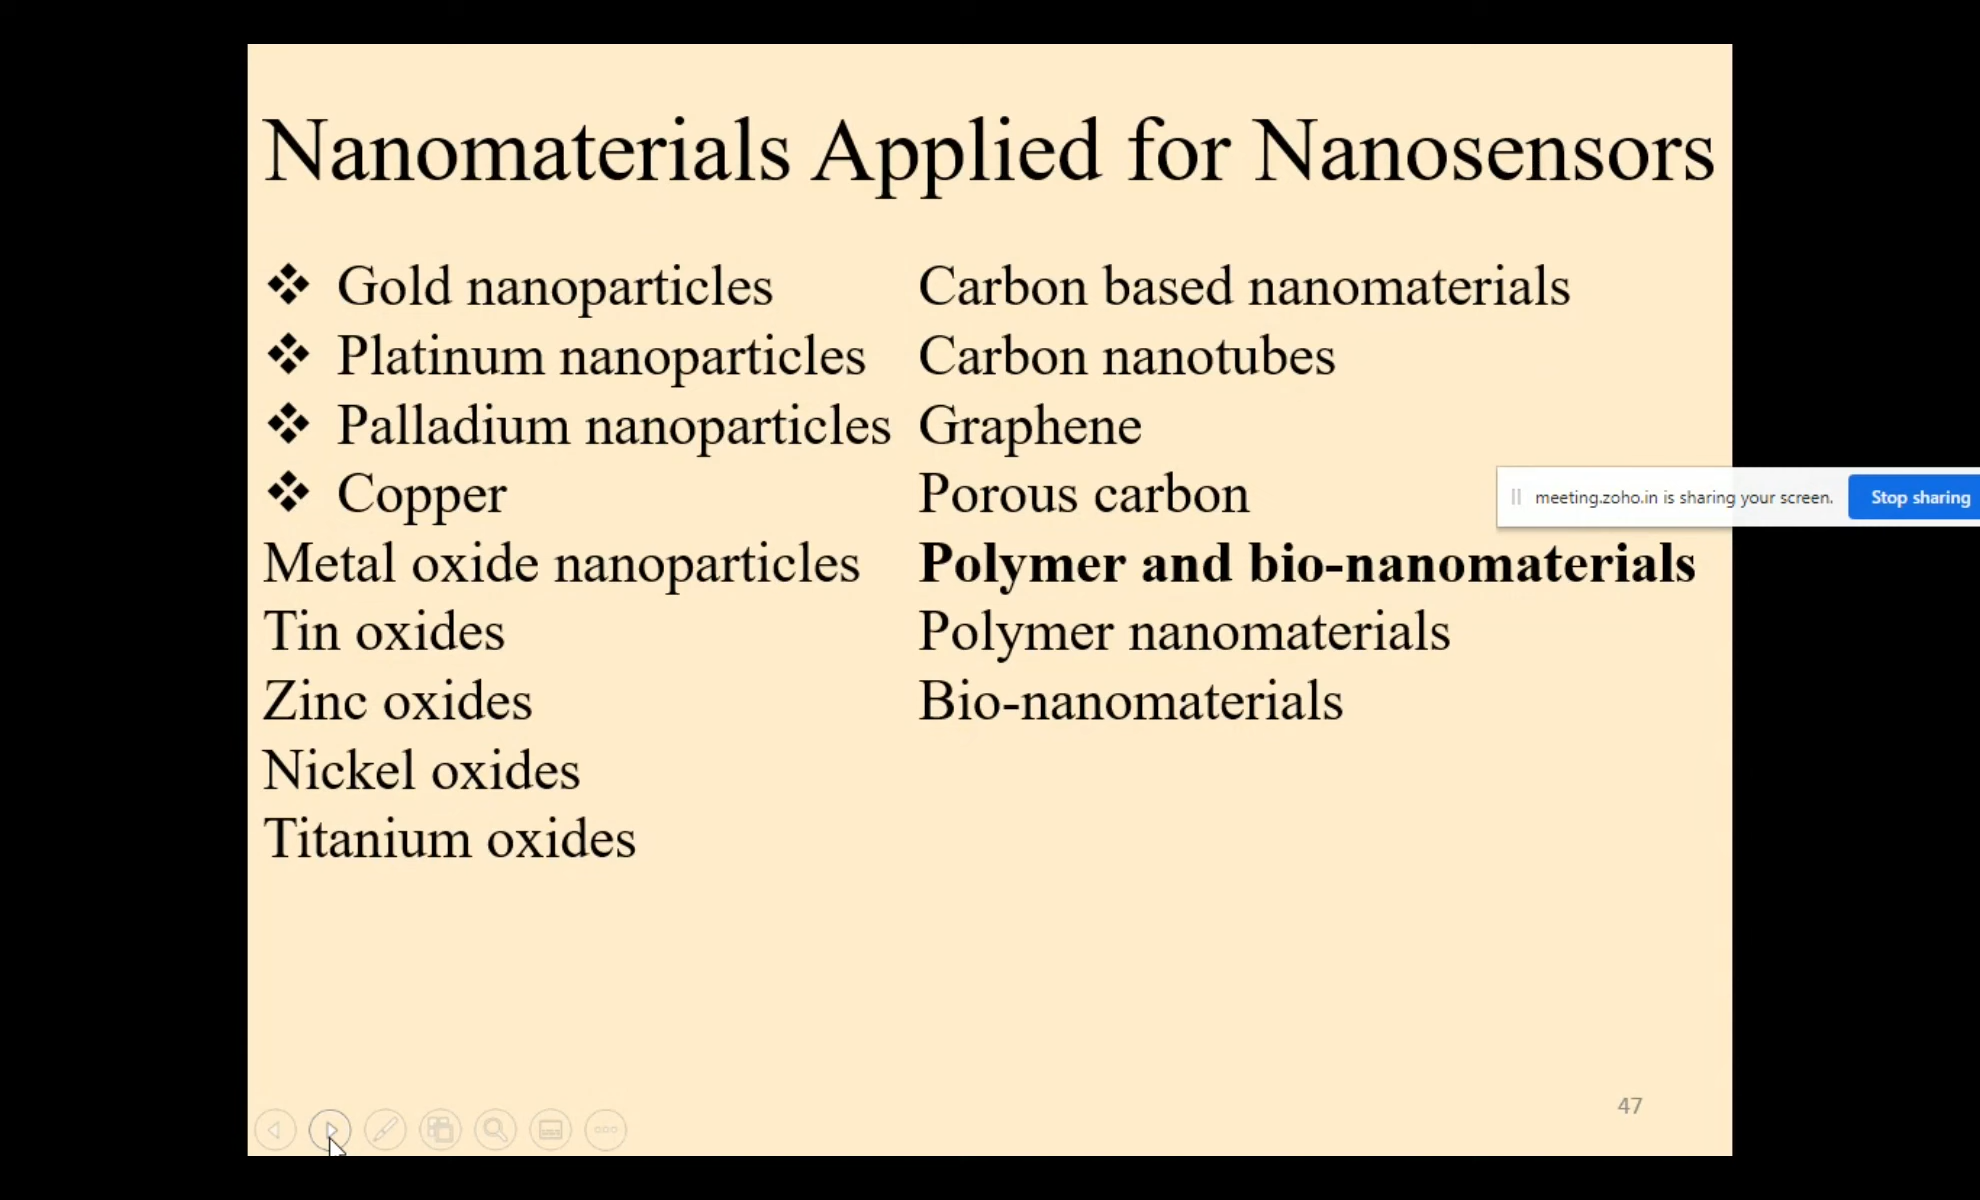 Nanomaterials Applied for Nanosensors
❖ Gold nanoparticles
❖ Platinum nanoparticles
❖ Palladium nanoparticles
❖ Copper
Metal oxide nanoparticles
Tin oxides
Zinc oxides
Nickel oxides
Titanium oxides
Carbon based nanomaterials
Carbon nanotubes
Graphene
Porous carbon
Polymer and bio-nanomaterials
Polymer nanomaterials
Bio-nanomaterials
meeting.zoho.in is sharing your screen.
Stop sharing
47